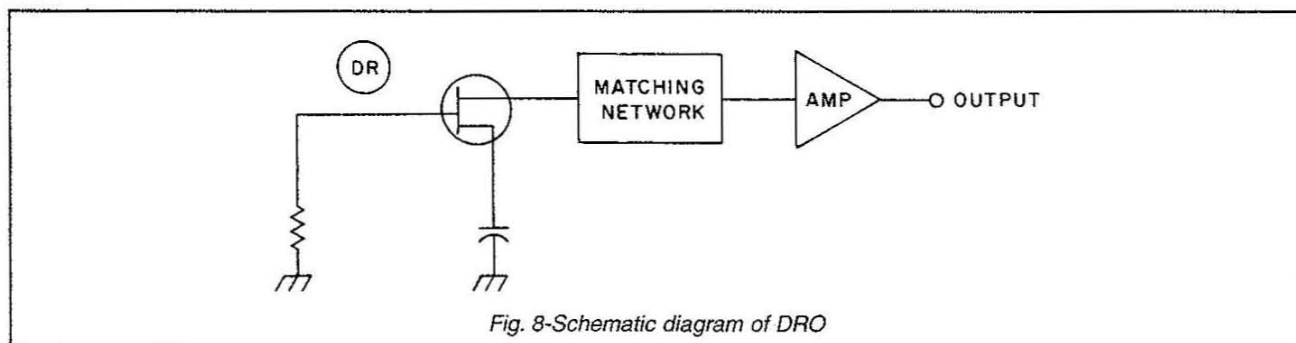 DR
MATCHING
NETWORK
AMP
OUTPUT
Fig. 8-Schematic diagram of DRO